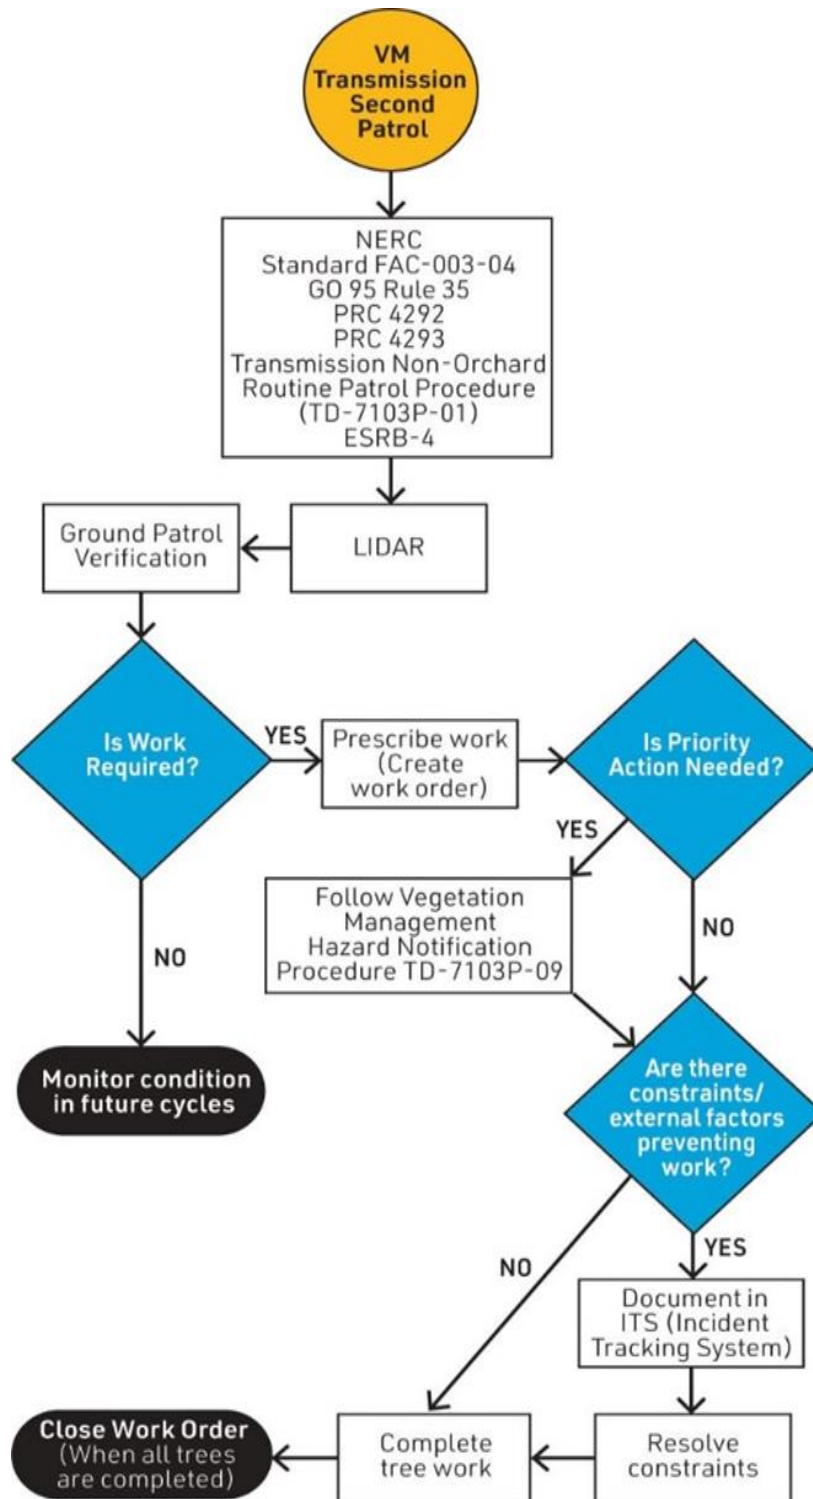 VM
Transmission
Second
Patrol
NERC
Standard FAC-003-04
GO 95 Rule 35
PRC 4292
PRC 4293
Transmission Non-Orchard
Routine Patrol Procedure
(TD-7103P-01)
ESRB-4
Ground Patrol
Verification
LIDAR
Is Work
Required?
YES
Prescribe work
(Create
work order)
Is Priority
Action Needed?
YES
Follow Vegetation
Management
Hazard Notification
Procedure TD-7103P-09
NO
NO
Monitor condition
in future cycles
Are there
constraints/
external factors
preventing
work?
NO
YES
Document in
ITS (Incident
Tracking System)
Close Work Order
(When all trees
are completed)
Complete
tree work
Resolve
constraints